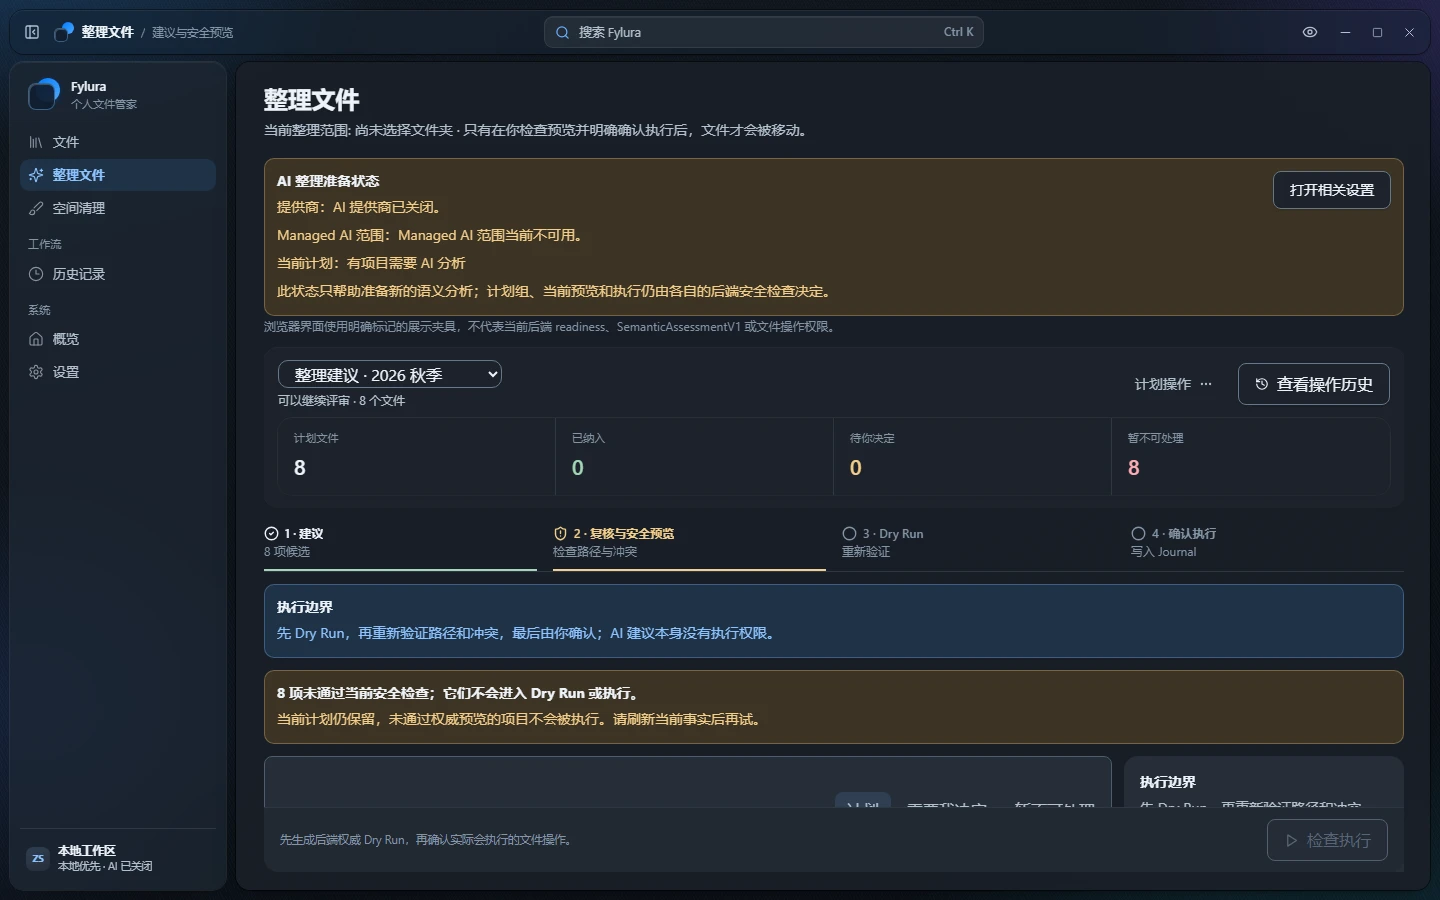 整理文件 / 建议与安全预览
搜索 Fylura
Ctrl K
Fylura
个人文件管家
文件
整理文件
空间清理
工作流
历史记录
系统
概览
设置
本地工作区
本地优先 · AI 已关闭
ZS
整理文件
当前整理范围: 尚未选择文件夹 · 只有在你检查预览并明确确认执行后，文件才会被移动。
AI 整理准备状态
打开相关设置
提供商：AI 提供商已关闭。
Managed AI 范围：Managed AI 范围当前不可用。
当前计划：有项目需要 AI 分析
此状态只帮助准备新的语义分析；计划组、当前预览和执行仍由各自的后端安全检查决定。
浏览器界面使用明确标记的展示夹具，不代表当前后端 readiness、SemanticAssessmentV1 或文件操作权限。
整理建议 · 2026 秋季
可以继续评审 · 8 个文件
计划操作 ···
查看操作历史
计划文件
8
已纳入
0
待你决定
0
暂不可处理
8
1 · 建议
8 项候选
2 · 复核与安全预览
检查路径与冲突
3 · Dry Run
重新验证
4 · 确认执行
写入 Journal
执行边界
先 Dry Run，再重新验证路径和冲突，最后由你确认；AI 建议本身没有执行权限。
8 项未通过当前安全检查；它们不会进入 Dry Run 或执行。
当前计划仍保留，未通过权威预览的项目不会被执行。请刷新当前事实后再试。
执行边界
先 Dry Run，再重新验证路径和冲突，
先生成后端权威 Dry Run，再确认实际会执行的文件操作。
检查执行